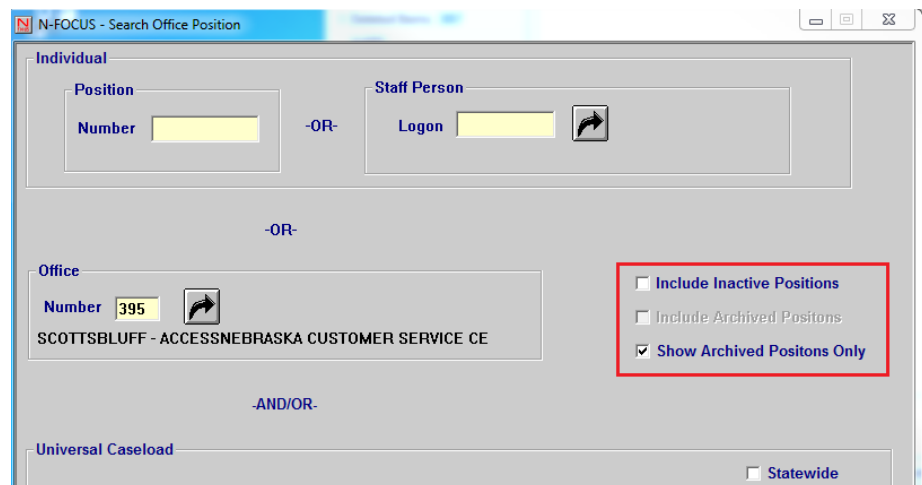 N-FOCUS - Search Office Position
Individual
Position
Staff Person
Number
-OR-
Logon
-OR-
Office
Number 395
SCOTTSBLUFF - ACCESSNEBRASKA CUSTOMER SERVICE CE
Include Inactive Positions
Include Archived Positons
Show Archived Positons Only
-AND/OR-
Universal Caseload
Statewide